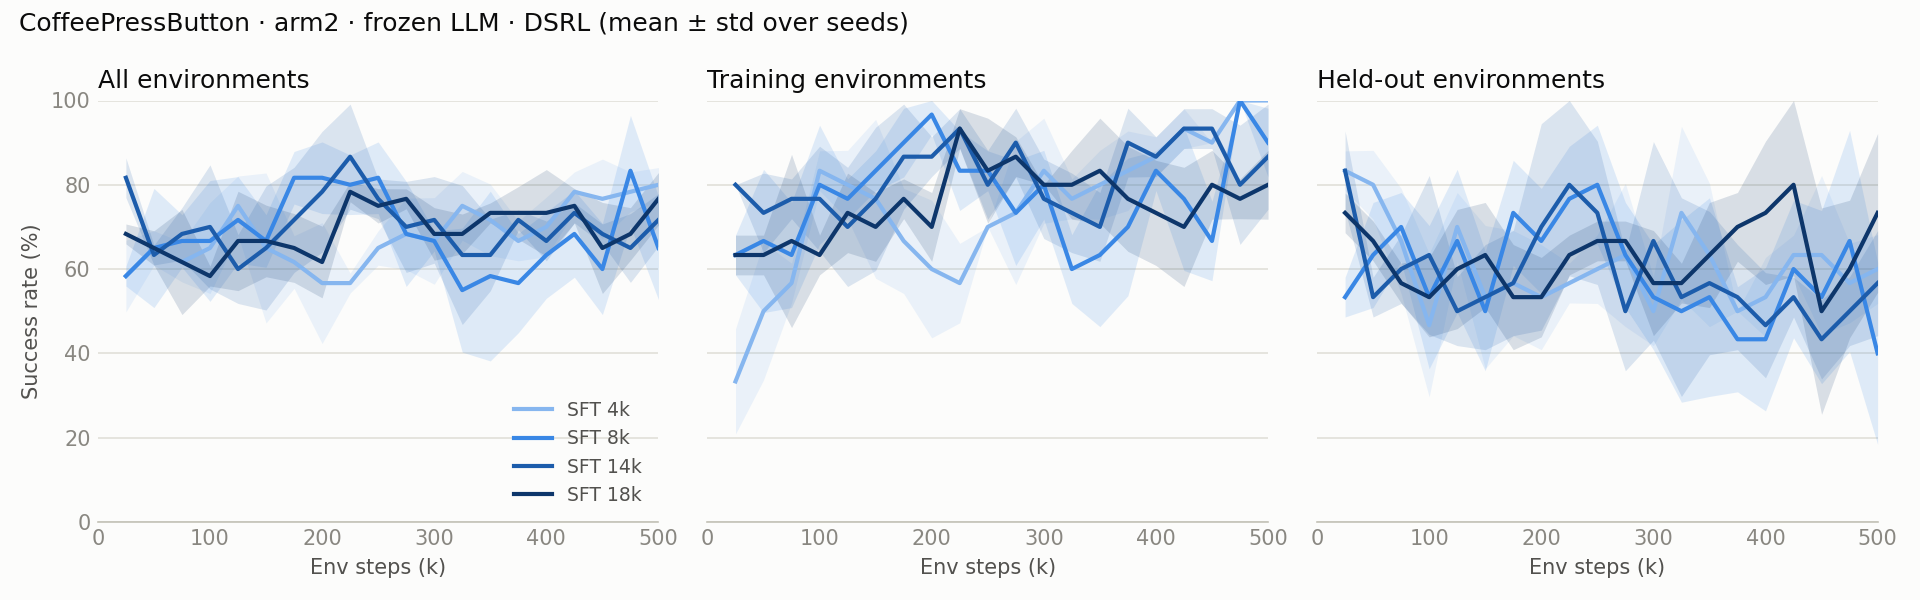 CoffeePressButton · arm2 · frozen LLM · DSRL (mean ± std over seeds)
All environments
Training environments
Held-out environments
Success rate (%)
100
80
60
40
20
0
SFT 4k
SFT 8k
SFT 14k
SFT 18k
0 100 200 300 400 500
0 100 200 300 400 500
0 100 200 300 400 500
Env steps (k)
Env steps (k)
Env steps (k)